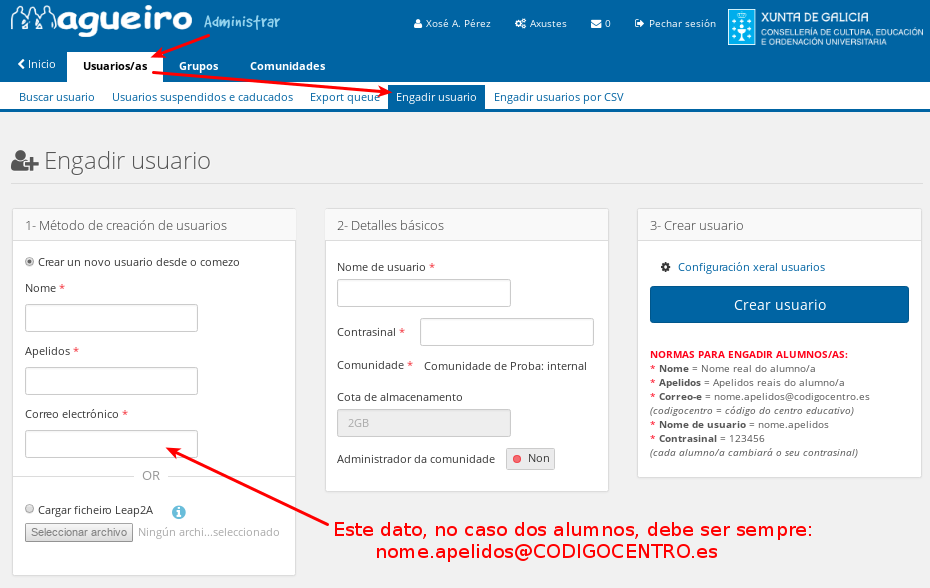 Magueiro Administrar
Xosé A. Pérez Axustes 0 Pechar sesión
XUNTA DE GALICIA
CONSELLERÍA DE CULTURA, EDUCACIÓN
E ORDENACIÓN UNIVERSITARIA
Inicio Usuarios/as Grupos Comunidades
Buscar usuario Usuarios suspendidos e caducados Export queue Engadir usuario Engadir usuarios por CSV
Engadir usuario
1- Método de creación de usuarios
Crear un novo usuario desde o comezo
Nome *
Apelidos *
Correo electrónico *
OR
Cargar ficheiro Leap2A
Seleccionar archivo Ningún archi...seleccionado
2- Detalles básicos
Nome de usuario *
Contrasinal *
Comunidade * Comunidade de Proba: internal
Cota de almacenamento
2GB
Administrador da comunidade Non
3- Crear usuario
Configuración xeral usuarios
Crear usuario
NORMAS PARA ENGADIR ALUMNOS/AS:
* Nome = Nome real do alumno/a
* Apelidos = Apelidos reais do alumno/a
* Correo-e = nome.apelidos@codigocentro.es
(codigocentro = código do centro educativo)
* Nome de usuario = nome.apelidos
* Contrasinal = 123456
(cada alumno/a cambiará o seu contrasinal)
Este dato, no caso dos alumnos, debe ser sempre:
nome.apelidos@CODIGOCENTRO.es